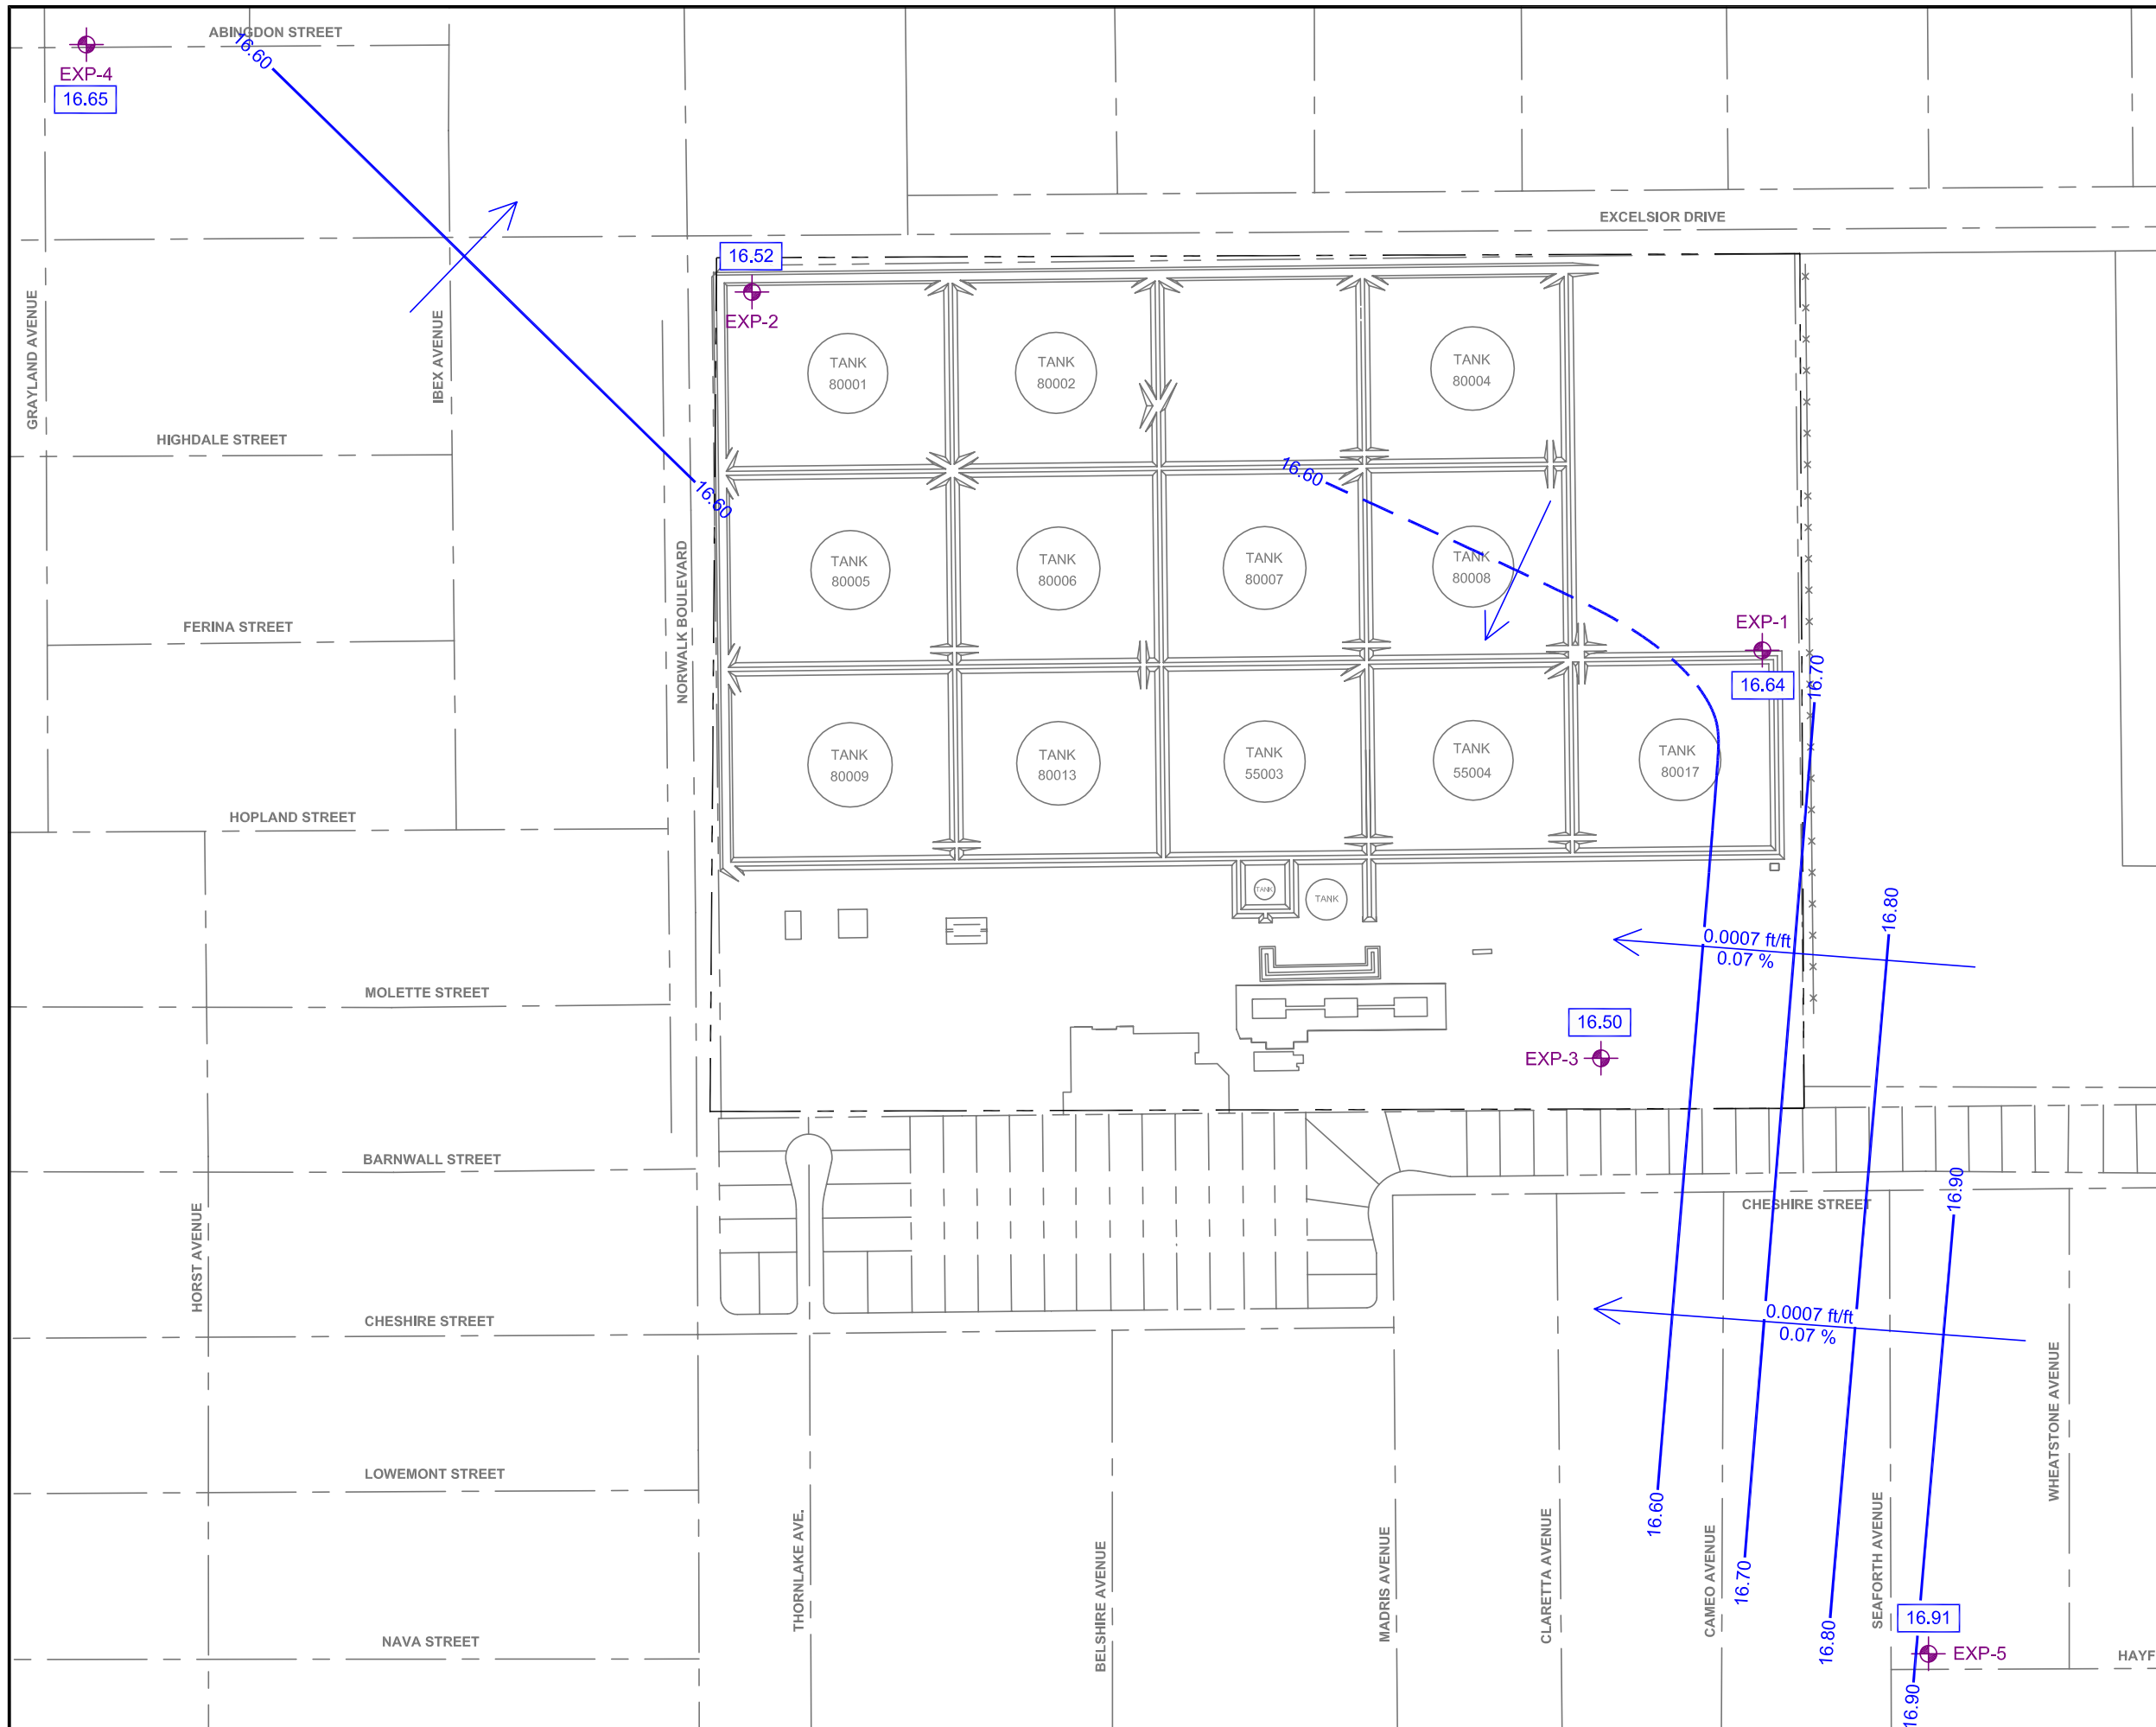 ABINGDON STREET
16.60
EXP-4
16.65
EXCELSIOR DRIVE
16.52
EXP-2
GRAYLAND AVENUE
IBEX AVENUE
TANK
80001
TANK
80002
TANK
80004
HIGHDALE STREET
16.60
16.60
NORWALK BOULEVARD
TANK
80005
TANK
80006
TANK
80007
TANK
80008
FERINA STREET
EXP-1
16.64
16.70
TANK
80009
TANK
80013
TANK
55003
TANK
55004
TANK
80017
HOPLAND STREET
TANK
TANK
16.80
0.0007 ft/ft
0.07 %
MOLETTE STREET
16.50
EXP-3
BARNWALL STREET
16.90
CHESHIRE STREET
HORST AVENUE
CHESHIRE STREET
0.0007 ft/ft
0.07 %
WHEATSTONE AVENUE
LOWEMONT STREET
16.60
THORNLAKE AVE.
BELSHIRE AVENUE
MADRIS AVENUE
CLARETTA AVENUE
CAMEO AVENUE
SEAFORTH AVENUE
16.70
16.80
16.91
NAVA STREET
EXP-5
HAYF
16.90